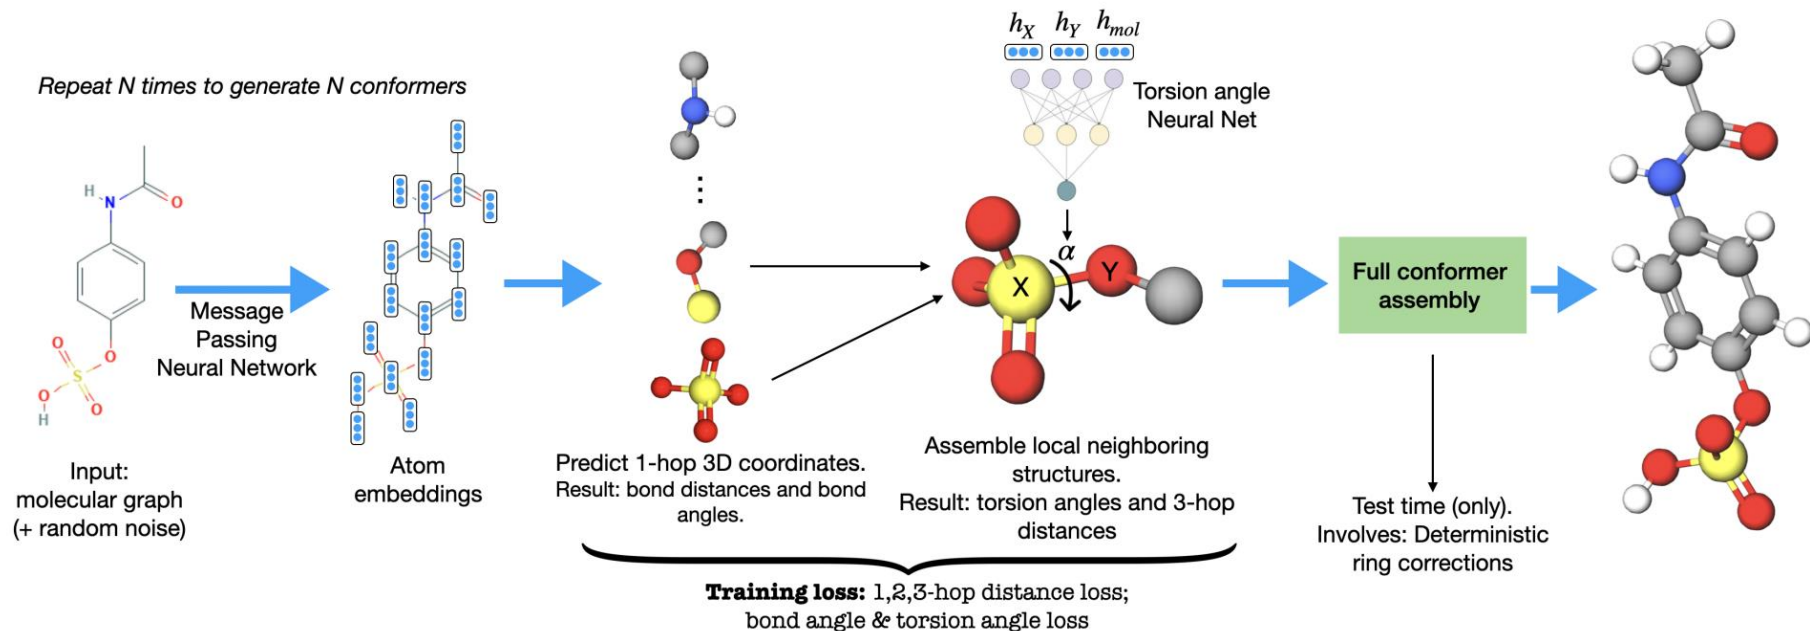 Repeat N times to generate N conformers
H
N
O
O
O
S
O
H
O
Input:
molecular graph
(+ random noise)
Message
Passing
Neural Network
Atom
embeddings
Predict 1-hop 3D coordinates.
Result: bond distances and bond
angles.
h_X h_Y h_mol
Torsion angle
Neural Net
α
X
Y
Assemble local neighboring
structures.
Result: torsion angles and 3-hop
distances
Training loss: 1,2,3-hop distance loss;
bond angle & torsion angle loss
Full conformer
assembly
Test time (only).
Involves: Deterministic
ring corrections